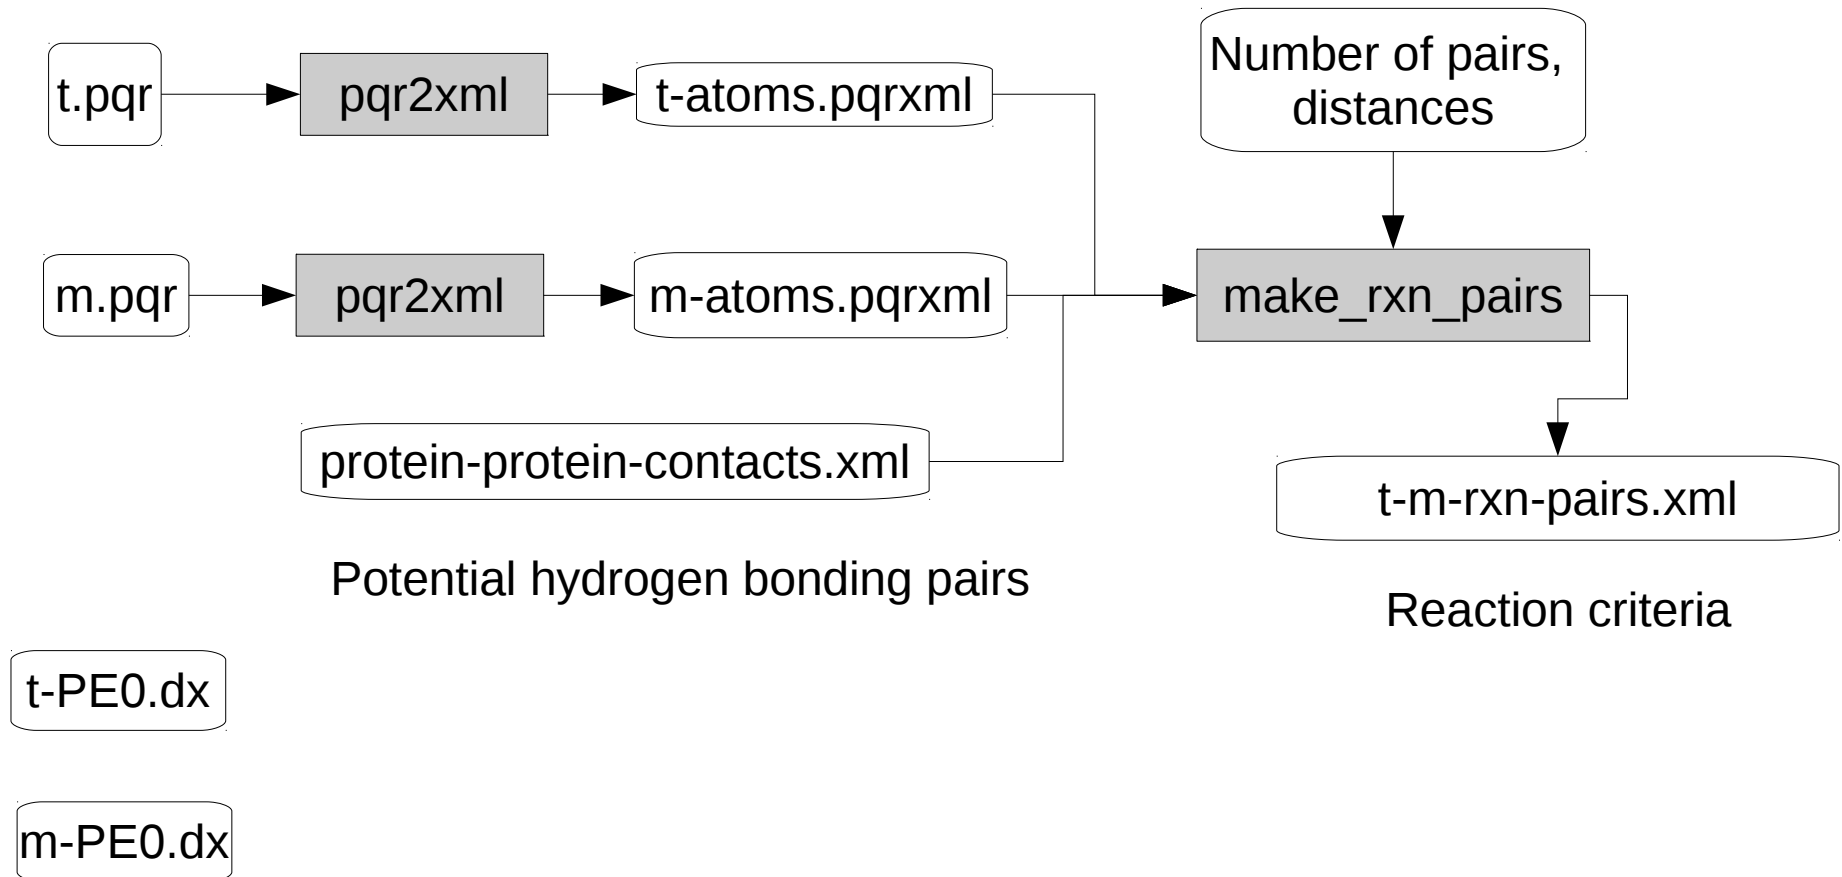 t.pqr
pqr2xml
t-atoms.pqrxml
Number of pairs,
distances
m.pqr
pqr2xml
m-atoms.pqrxml
make_rxn_pairs
protein-protein-contacts.xml
t-m-rxn-pairs.xml
Potential hydrogen bonding pairs
Reaction criteria
t-PE0.dx
m-PE0.dx